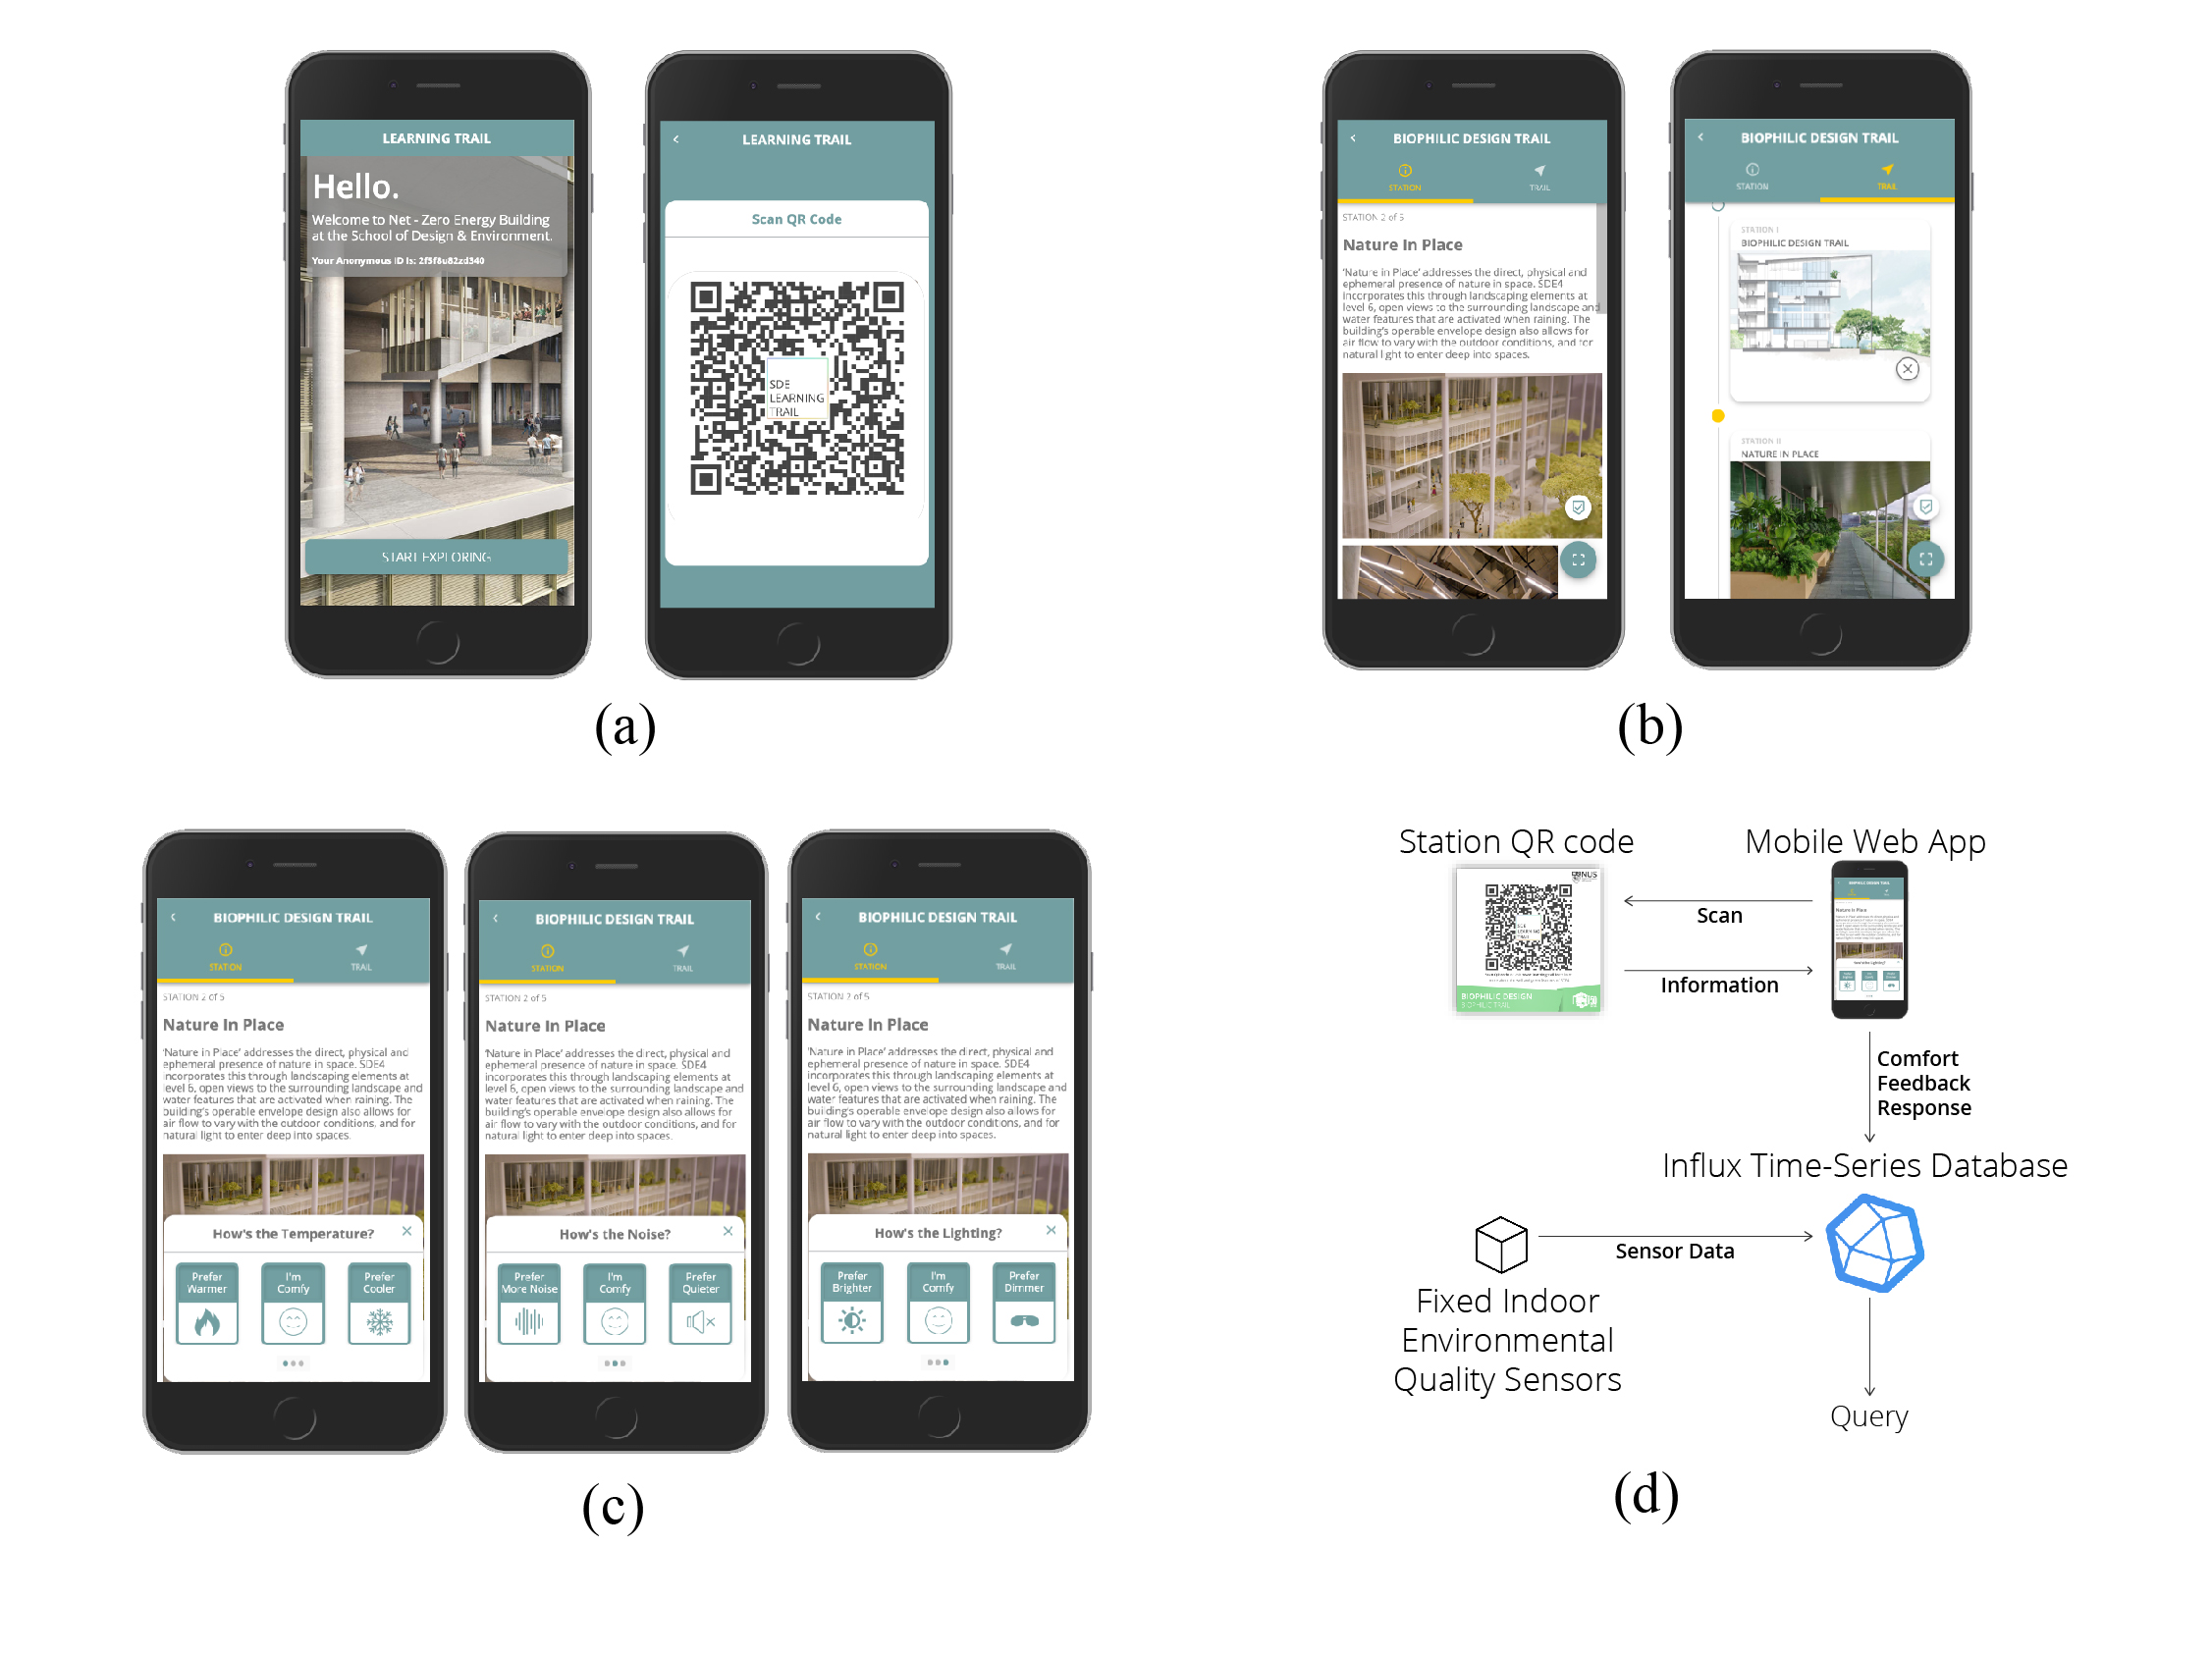 LEARNING TRAIL
Hello.
Welcome to Net - Zero Energy Building
at the School of Design & Environment.
Your Anonymous ID Is: 2f5f8u82zd340
START EXPLORING
LEARNING TRAIL
Scan QR Code
SDE
LEARNING
TRAIL
(a)
BIOPHILIC DESIGN TRAIL
STATION
TRAIL
STATION 2 of 5
Nature In Place
'Nature in Place' addresses the direct, physical and
ephemeral presence of nature in space. SDE4
incorporates this through landscaping elements at
level 6, open views to the surrounding landscape and
water features that are activated when raining. The
building's operable envelope design also allows for
air flow to vary with the outdoor conditions, and for
natural light to enter deep into spaces.
BIOPHILIC DESIGN TRAIL
STATION
TRAIL
STATION I
BIOPHILIC DESIGN TRAIL
STATION II
NATURE IN PLACE
(b)
BIOPHILIC DESIGN TRAIL
STATION
TRAIL
STATION 2 of 5
Nature In Place
'Nature in Place' addresses the direct, physical and
ephemeral presence of nature in space. SDE4
incorporates this through landscaping elements at
level 6, open views to the surrounding landscape and
water features that are activated when raining. The
building's operable envelope design also allows for
air flow to vary with the outdoor conditions, and for
natural light to enter deep into spaces.
How's the Temperature?
Prefer
Warmer
I'm
Comfy
Prefer
Cooler
BIOPHILIC DESIGN TRAIL
STATION
TRAIL
STATION 2 of 5
Nature In Place
'Nature in Place' addresses the direct, physical and
ephemeral presence of nature in space. SDE4
incorporates this through landscaping elements at
level 6, open views to the surrounding landscape and
water features that are activated when raining. The
building's operable envelope design also allows for
air flow to vary with the outdoor conditions, and for
natural light to enter deep into spaces.
How's the Noise?
Prefer
More Noise
I'm
Comfy
Prefer
Quieter
BIOPHILIC DESIGN TRAIL
STATION
TRAIL
STATION 2 of 5
Nature In Place
'Nature in Place' addresses the direct, physical and
ephemeral presence of nature in space. SDE4
incorporates this through landscaping elements at
level 6, open views to the surrounding landscape and
water features that are activated when raining. The
building's operable envelope design also allows for
air flow to vary with the outdoor conditions, and for
natural light to enter deep into spaces.
How's the Lighting?
Prefer
Brighter
I'm
Comfy
Prefer
Dimmer
(c)
Station QR code
Mobile Web App
NUS
SDE
LEARNING
TRAIL
BIOPHILIC DESIGN
BIOPHILIC TRAIL
Scan
Information
Comfort
Feedback
Response
Influx Time-Series Database
Sensor Data
Fixed Indoor
Environmental
Quality Sensors
Query
(d)